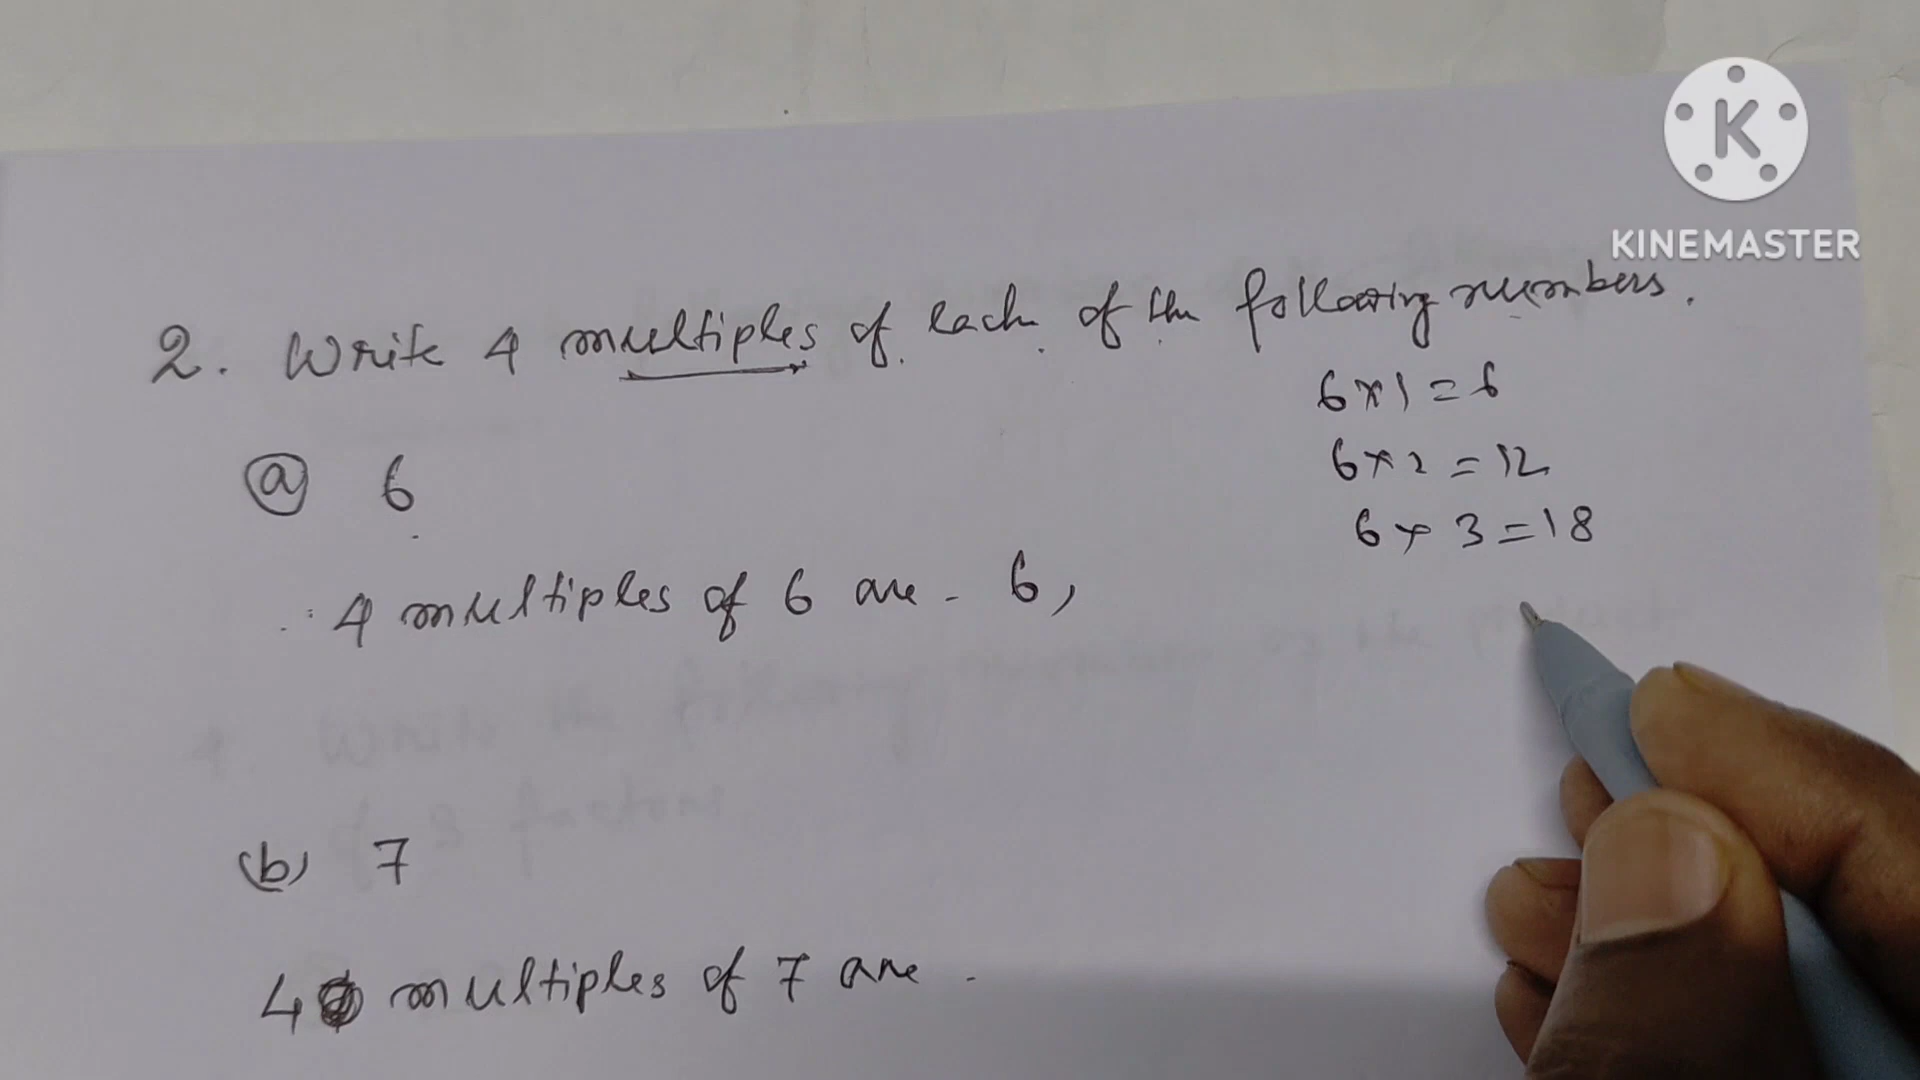 KINEMASTER
2. Write 4 multiples of each of the following numbers.
6 × 1 = 6
6 × 2 = 12
6 × 3 = 18
(a) 6
∴ 4 multiples of 6 are - 6,
(b) 7
4 multiples of 7 are -